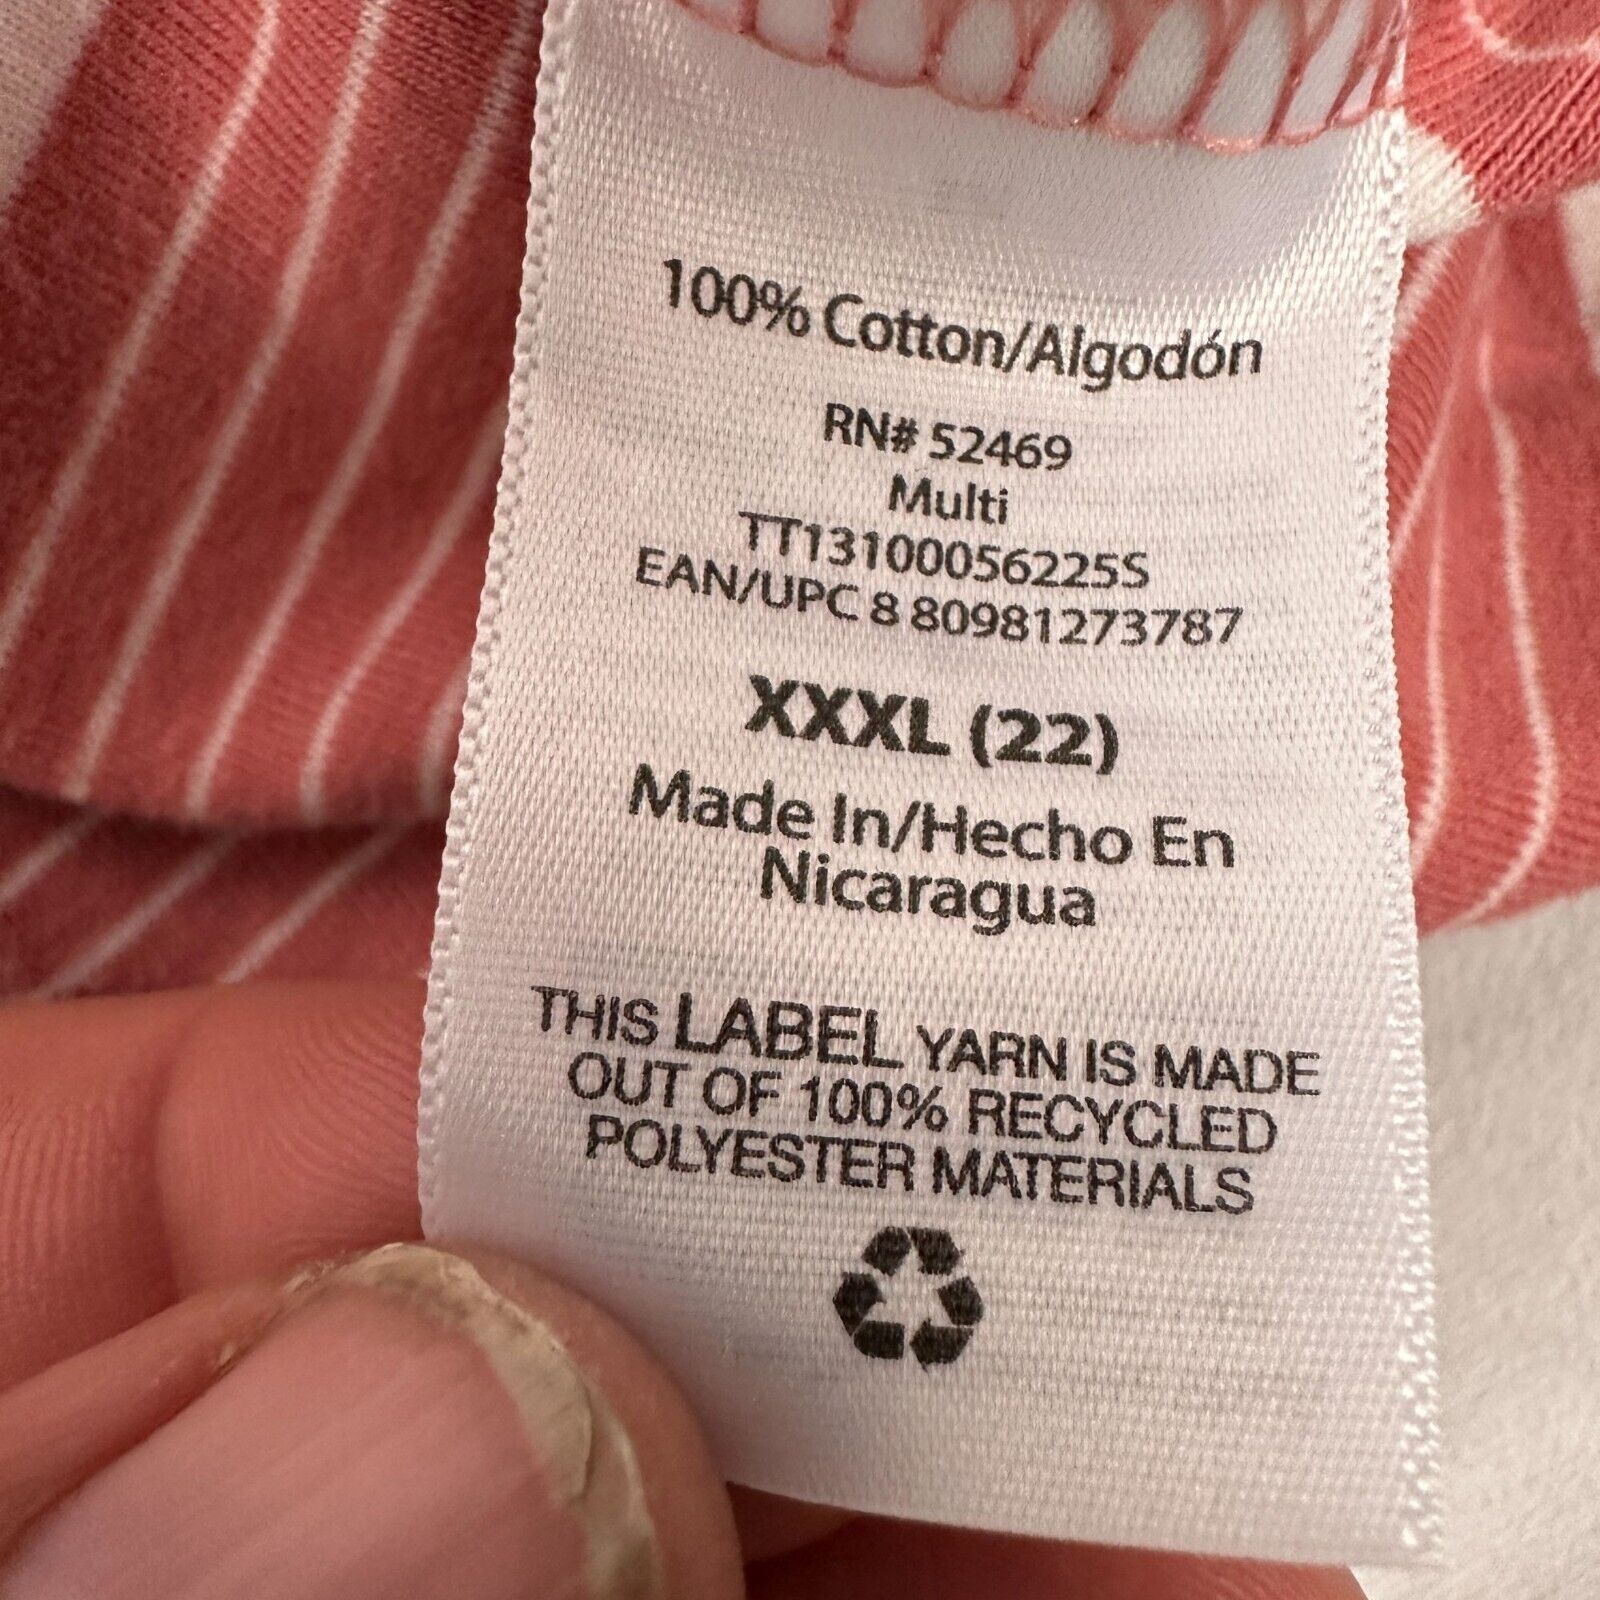 100% Cotton/Algodón
RN# 52469
Multi
TT13100056225S
EAN/UPC 8 80981273787
XXXL (22)
Made In/Hecho En
Nicaragua
THIS LABEL YARN IS MADE
OUT OF 100% RECYCLED
POLYESTER MATERIALS